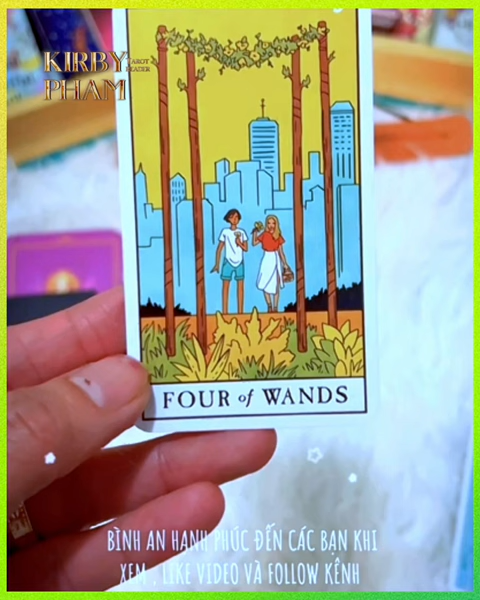 KIRBY TAROT
READER
PHAM
FOUR of WANDS
BÌNH AN HẠNH PHÚC ĐẾN CÁC BẠN KHI
XEM , LIKE VIDEO VÀ FOLLOW KÊNH